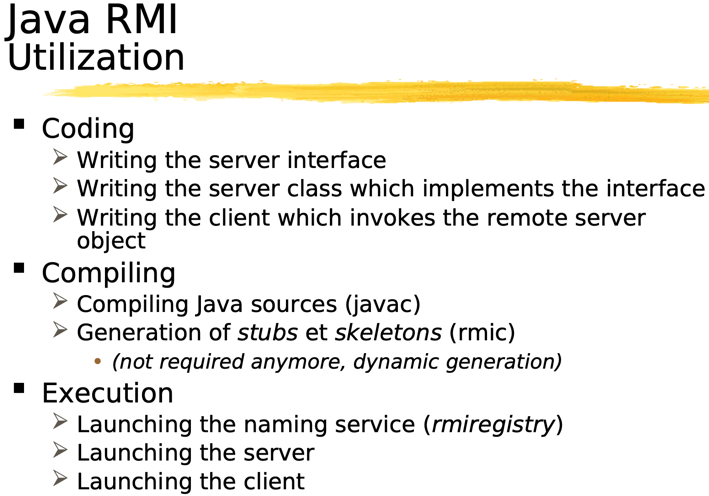 Java RMI
Utilization
Coding
Writing the server interface
Writing the server class which implements the interface
Writing the client which invokes the remote server
object
Compiling
Compiling Java sources (javac)
Generation of stubs et skeletons (rmic)
(not required anymore, dynamic generation)
Execution
Launching the naming service (rmiregistry)
Launching the server
Launching the client